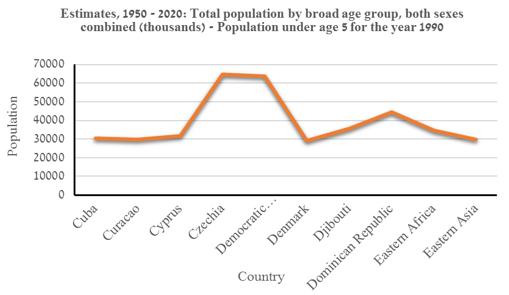 Estimates, 1950 - 2020: Total population by broad age group, both sexes
combined (thousands) - Population under age 5 for the year 1990
70000
60000
50000
40000
30000
20000
10000
0
Population
Cuba
Curacao
Cyprus
Czechia
Democratic…
Denmark
Djibouti
Dominican Republic
Eastern Africa
Eastern Asia
Country